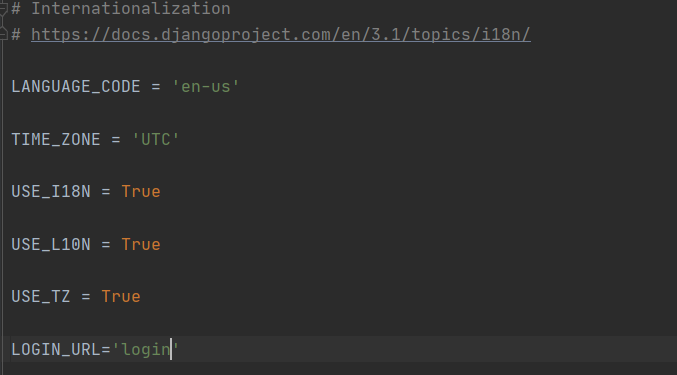 # Internationalization
# https://docs.djangoproject.com/en/3.1/topics/i18n/
LANGUAGE_CODE = 'en-us'
TIME_ZONE = 'UTC'
USE_I18N = True
USE_L10N = True
USE_TZ = True
LOGIN_URL='login'